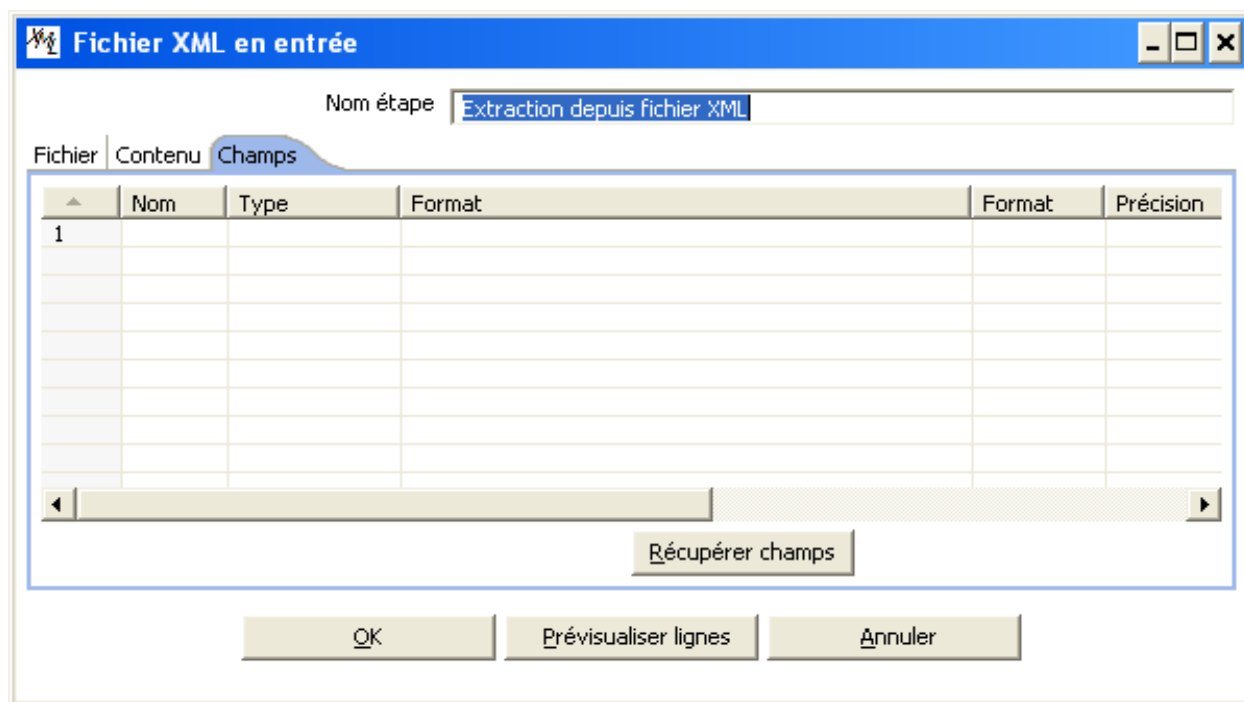 Fichier XML en entrée
Nom étape Extraction depuis fichier XML
Fichier Contenu Champs
Nom Type Format Format Précision
1
Récupérer champs
OK Prévisualiser lignes Annuler